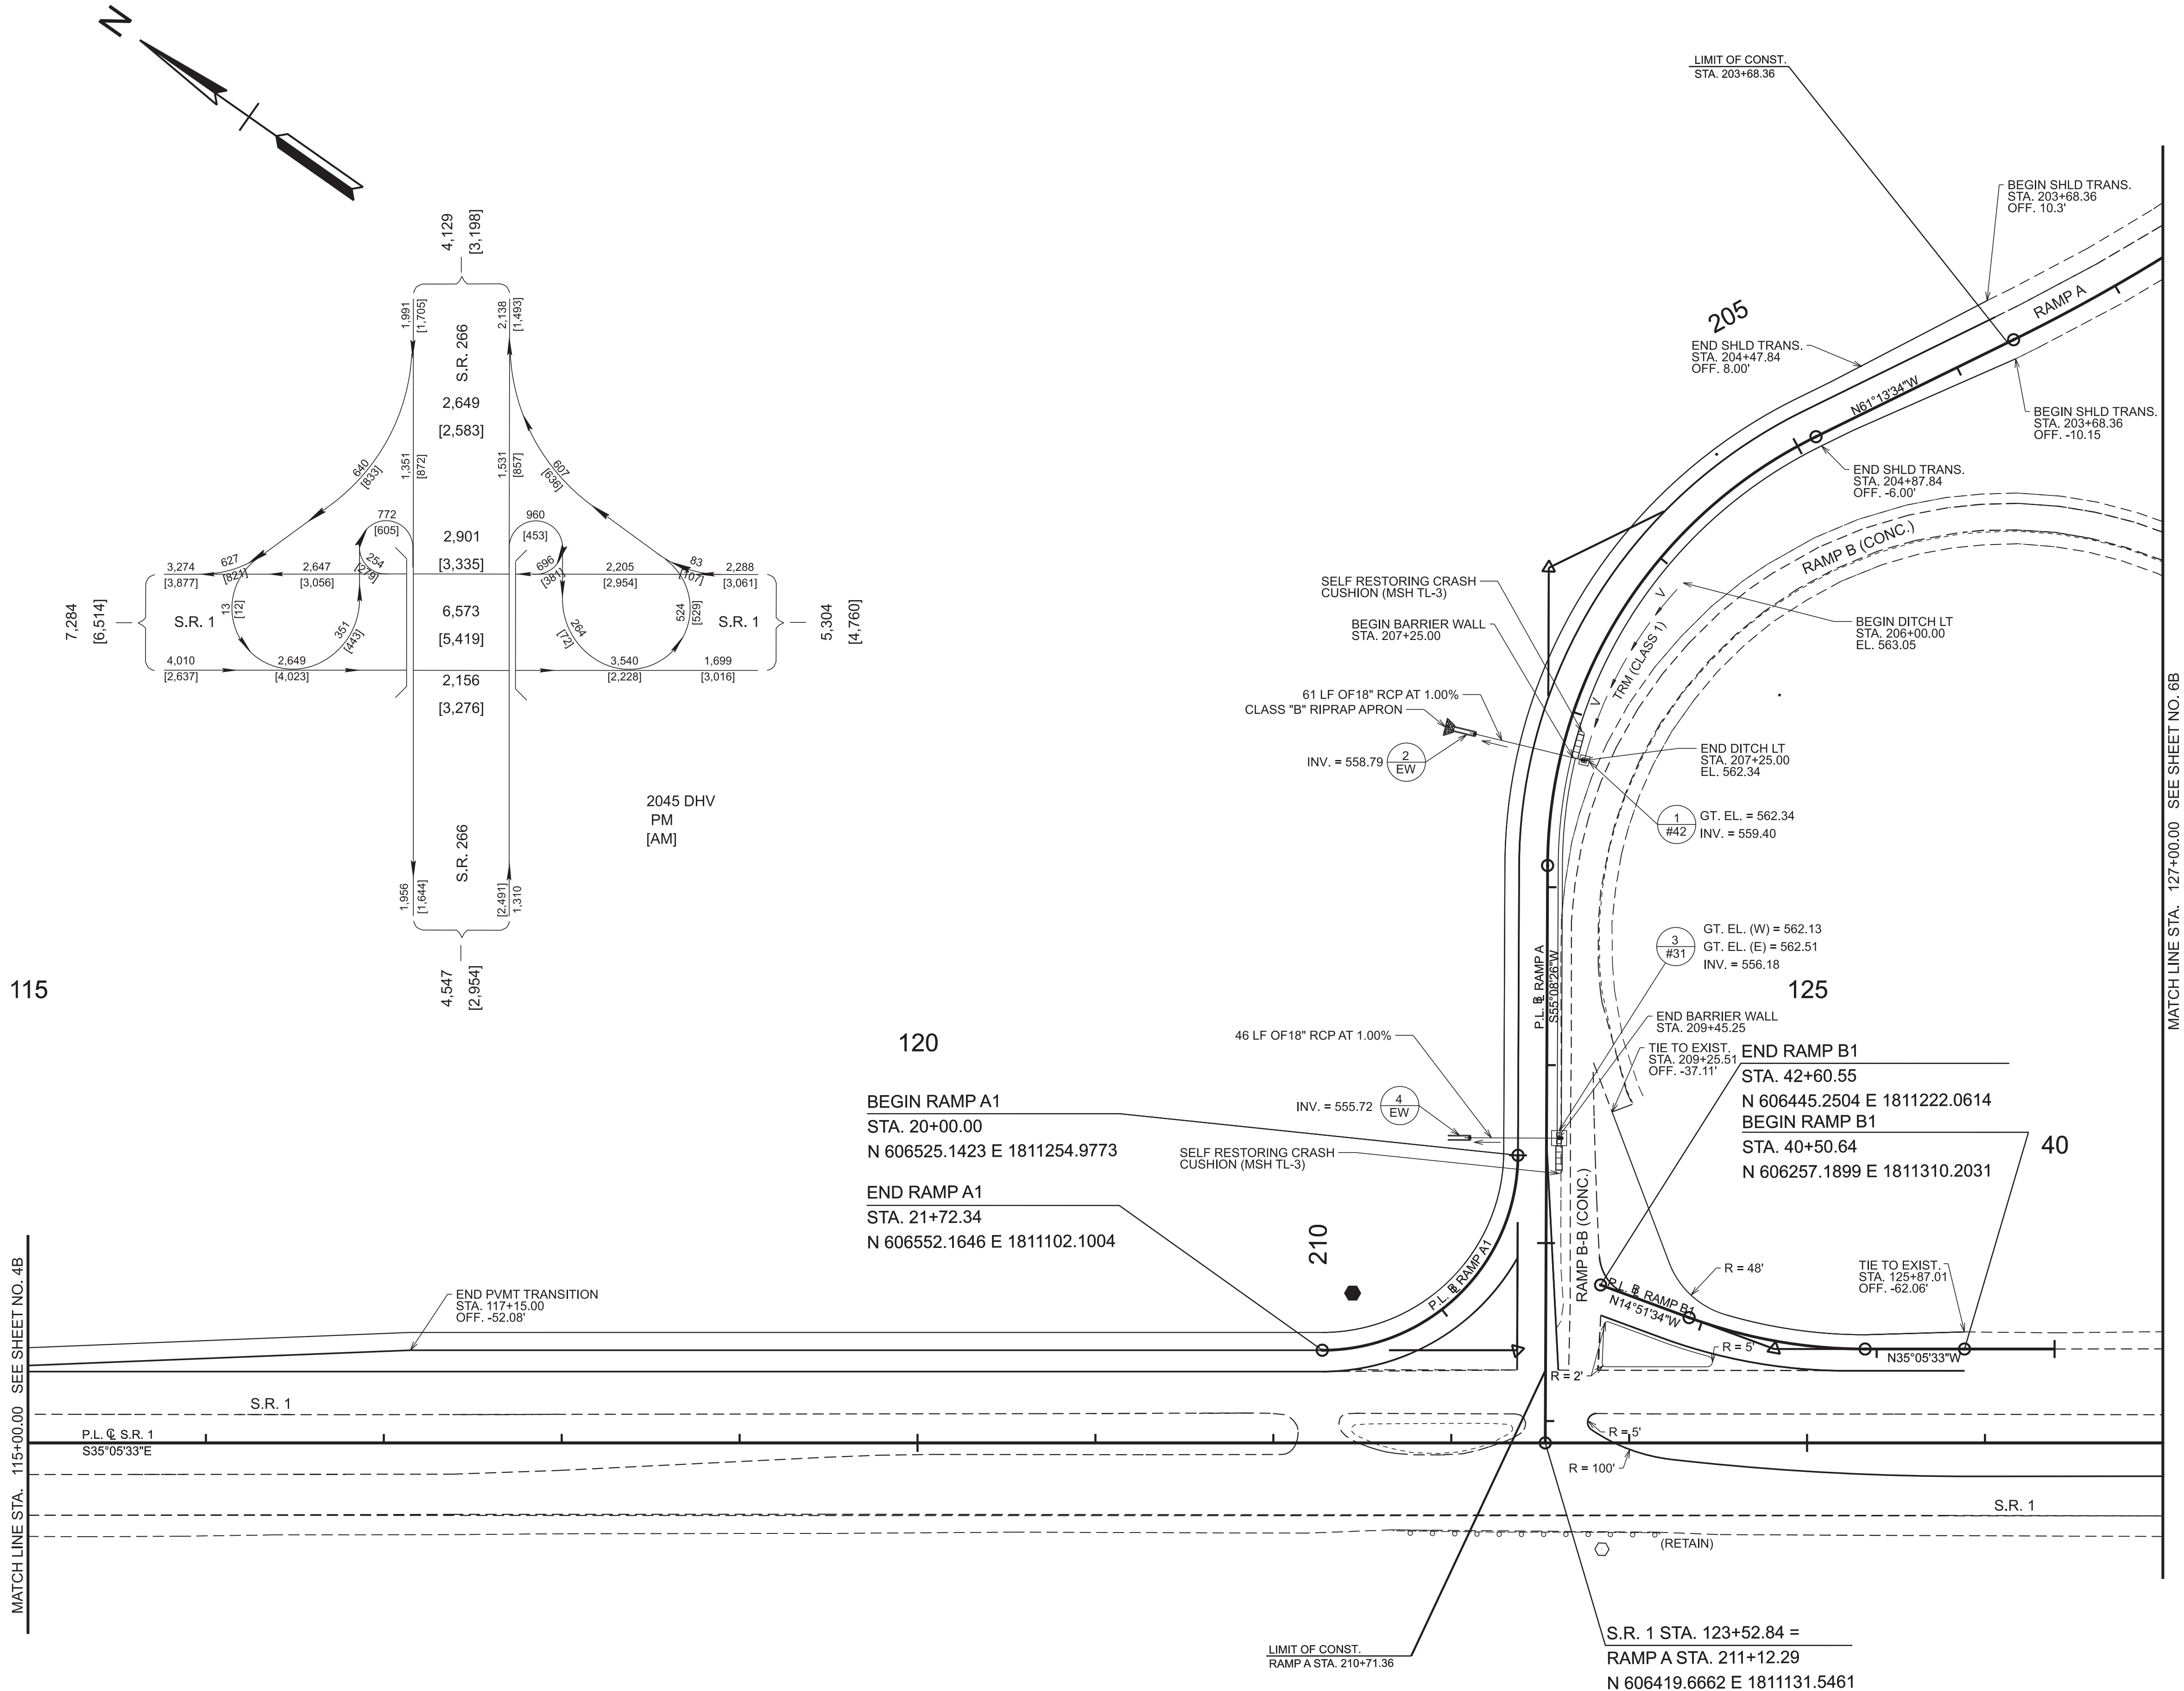 N
LIMIT OF CONST.
STA. 203+68.36
BEGIN SHLD TRANS.
STA. 203+68.36
OFF. 10.3'
4,129
[3,198]
1,991
[1,705]
S.R. 266
2,138
[1,493]
2,649
[2,583]
640
[833]
1,351
[872]
1,531
[857]
607
[636]
772
[605]
960
[453]
2,901
[3,335]
3,274
[3,877]
627
[821]
2,647
[3,056]
254
[279]
696
[381]
2,205
[2,954]
83
[107]
2,288
[3,061]
7,284
[6,514]
S.R. 1
13
[12]
351
[443]
6,573
[5,419]
264
[72]
524
[529]
S.R. 1
5,304
[4,760]
4,010
[2,637]
2,649
[4,023]
2,156
[3,276]
3,540
[2,228]
1,699
[3,016]
2045 DHV
PM
[AM]
S.R. 266
1,956
[1,644]
[2,491]
1,310
4,547
[2,954]
205
RAMP A
END SHLD TRANS.
STA. 204+47.84
OFF. 8.00'
N61°13'34"W
BEGIN SHLD TRANS.
STA. 203+68.36
OFF. -10.15
END SHLD TRANS.
STA. 204+87.84
OFF. -6.00'
RAMP B (CONC.)
SELF RESTORING CRASH
CUSHION (MSH TL-3)
BEGIN BARRIER WALL
STA. 207+25.00
V
TRM (CLASS 1)
V
BEGIN DITCH LT
STA. 206+00.00
EL. 563.05
61 LF OF18" RCP AT 1.00%
CLASS "B" RIPRAP APRON
INV. = 558.79
2
EW
END DITCH LT
STA. 207+25.00
EL. 562.34
1
#42
GT. EL. = 562.34
INV. = 559.40
3
#31
GT. EL. (W) = 562.13
GT. EL. (E) = 562.51
INV. = 556.18
P.L. BL RAMP A
S55°08'26"W
115
120
125
END BARRIER WALL
STA. 209+45.25
46 LF OF18" RCP AT 1.00%
TIE TO EXIST.
STA. 209+25.51
OFF. -37.11'
END RAMP B1
STA. 42+60.55
N 606445.2504 E 1811222.0614
BEGIN RAMP B1
STA. 40+50.64
N 606257.1899 E 1811310.2031
40
BEGIN RAMP A1
STA. 20+00.00
N 606525.1423 E 1811254.9773
INV. = 555.72
4
EW
SELF RESTORING CRASH
CUSHION (MSH TL-3)
END RAMP A1
STA. 21+72.34
N 606552.1646 E 1811102.1004
210
P.L. BL RAMP A1
RAMP B-B (CONC.)
R = 48'
P.L. BL RAMP B1
N14°51'34"W
TIE TO EXIST.
STA. 125+87.01
OFF. -62.06'
END PVMT TRANSITION
STA. 117+15.00
OFF. -52.08'
R = 5'
N35°05'33"W
R = 2'
S.R. 1
P.L. ℄ S.R. 1
S35°05'33"E
R = 5'
R = 100'
S.R. 1
(RETAIN)
MATCH LINE STA. 115+00.00 SEE SHEET NO. 4B
MATCH LINE STA. 127+00.00 SEE SHEET NO. 6B
LIMIT OF CONST.
RAMP A STA. 210+71.36
S.R. 1 STA. 123+52.84 =
RAMP A STA. 211+12.29
N 606419.6662 E 1811131.5461